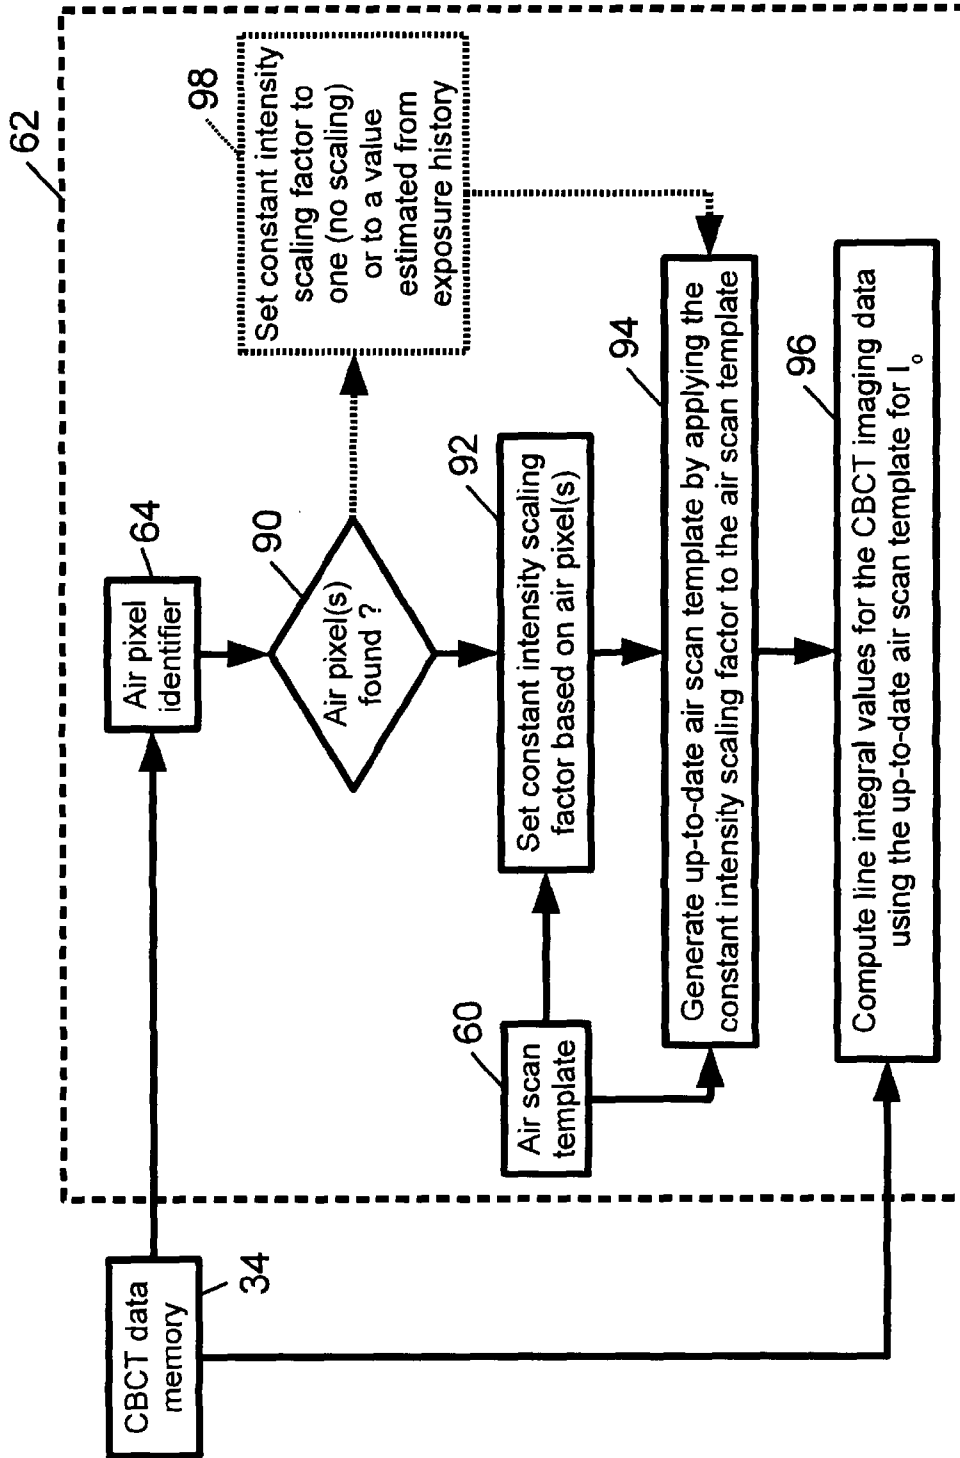 62
CBCT data
memory
34
Air pixel
identifier
64
Air pixel(s)
found ?
90
Set constant intensity
scaling factor to
one (no scaling)
or to a value
estimated from
exposure history
98
Air scan
template
60
Set constant intensity scaling
factor based on air pixel(s)
92
Generate up-to-date air scan template by applying the
constant intensity scaling factor to the air scan template
94
Compute line integral values for the CBCT imaging data
using the up-to-date air scan template for I₀
96